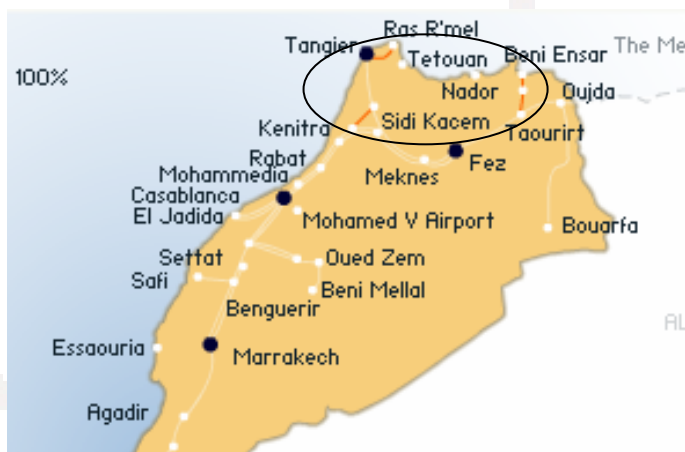 Ras R'mel
Tangier
Tetouan
Beni Ensar
The Me
100%
Nador
Oujda
Kenitra
Sidi Kacem
Taourirt
Rabat
Fez
Mohammedia
Meknes
Casablanca
El Jadida
Mohamed V Airport
Bouarfa
Settat
Oued Zem
Safi
Beni Mellal
Benguerir
AL
Essaouria
Marrakech
Agadir